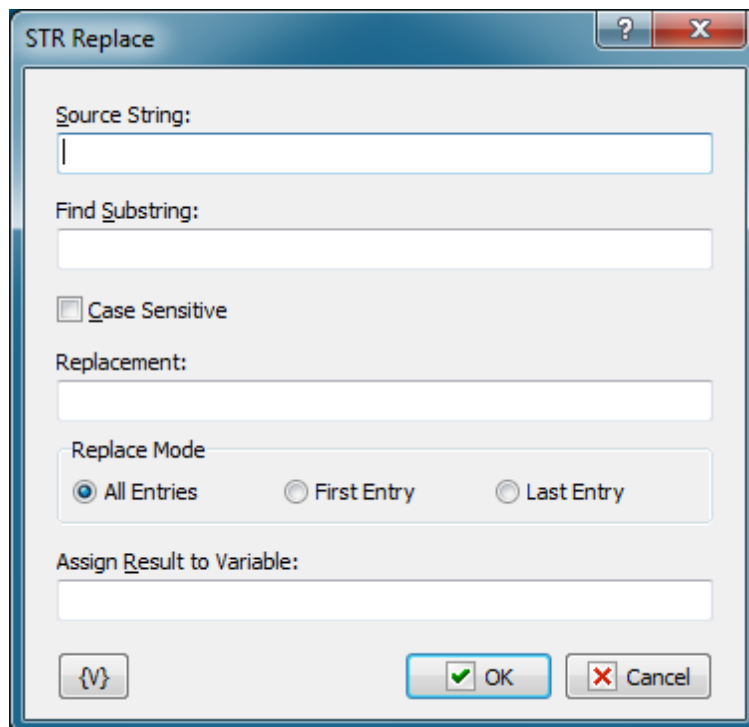 STR Replace
?
Source String:
Find Substring:
Case Sensitive
Replacement:
Replace Mode
All Entries First Entry Last Entry
Assign Result to Variable:
{V} OK Cancel